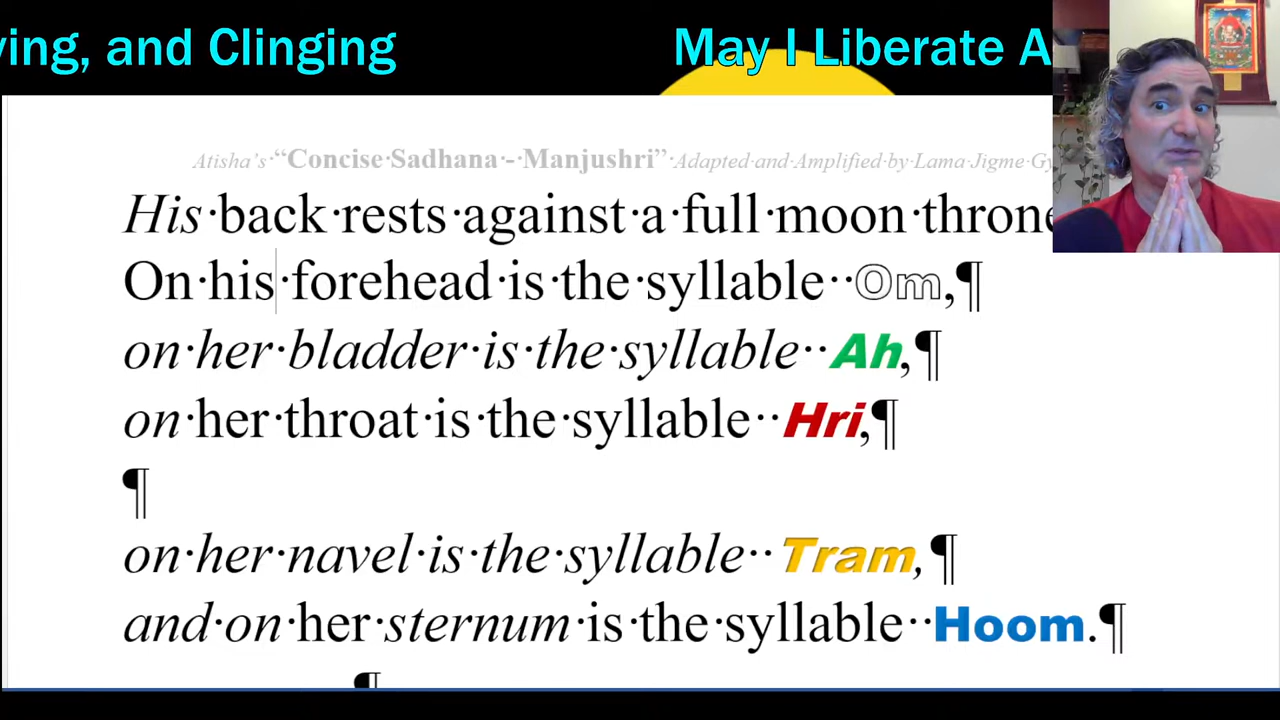 ving, and Clinging
May I Liberate A
Atisha's·“Concise·Sadhana·-·Manjushri”·Adapted·and·Amplified·by·Lama·Jigme·Gy
His·back·rests·against·a·full·moon·throne
On·his·forehead·is·the·syllable··Om,¶
on·her·bladder·is·the·syllable··Ah,¶
on·her·throat·is·the·syllable··Hri,¶
¶
on·her·navel·is·the·syllable··Tram,¶
and·on·her·sternum·is·the·syllable··Hoom.¶
¶